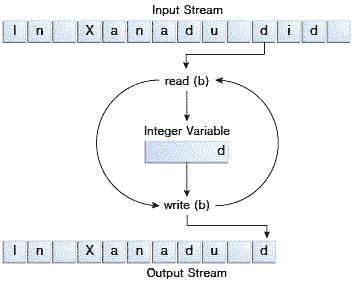 Input Stream
I n   X a n a d u   d i d
read (b)
Integer Variable
d
write (b)
I n   X a n a d u   d
Output Stream